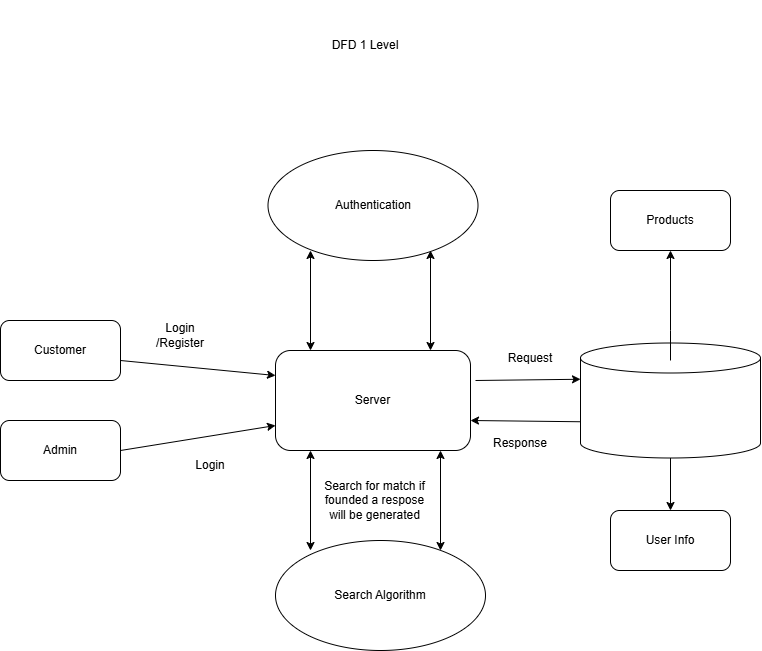 DFD 1 Level
Authentication
Products
Login
/Register
Customer
Request
Server
Admin
Response
Login
Search for match if
founded a respose
will be generated
User Info
Search Algorithm